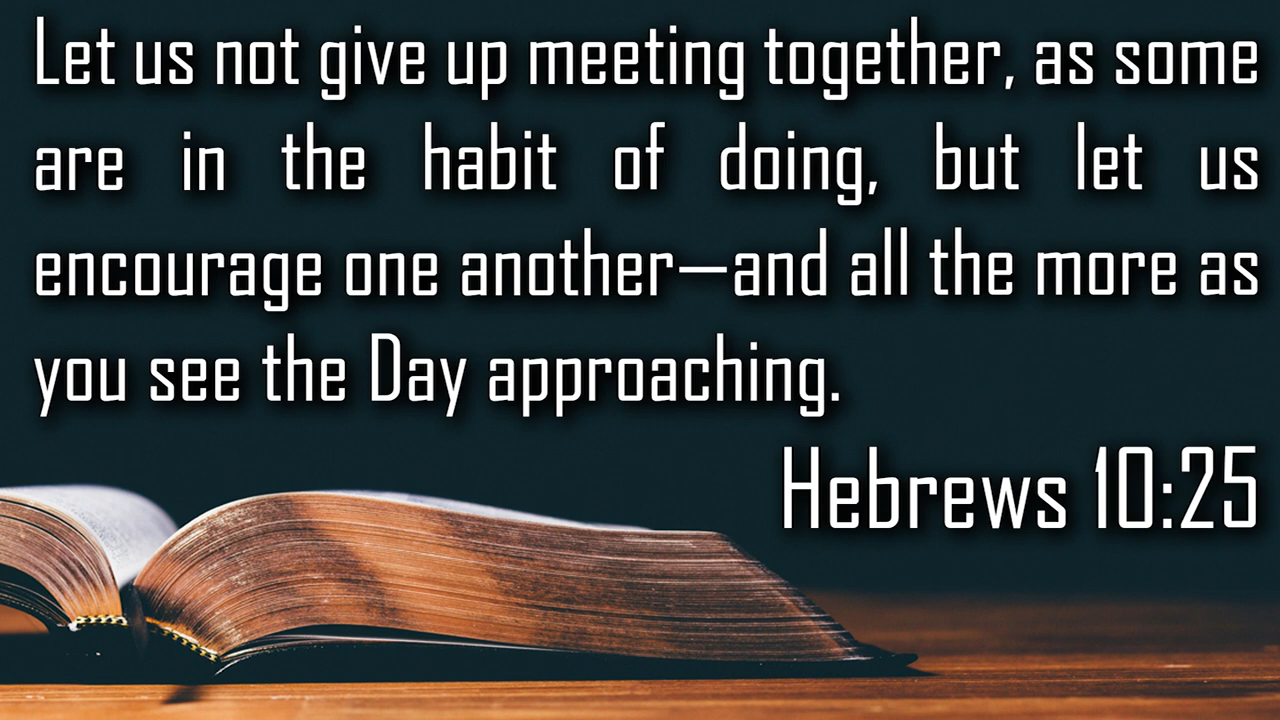 Let us not give up meeting together, as some
are in the habit of doing, but let us
encourage one another—and all the more as
you see the Day approaching.
Hebrews 10:25